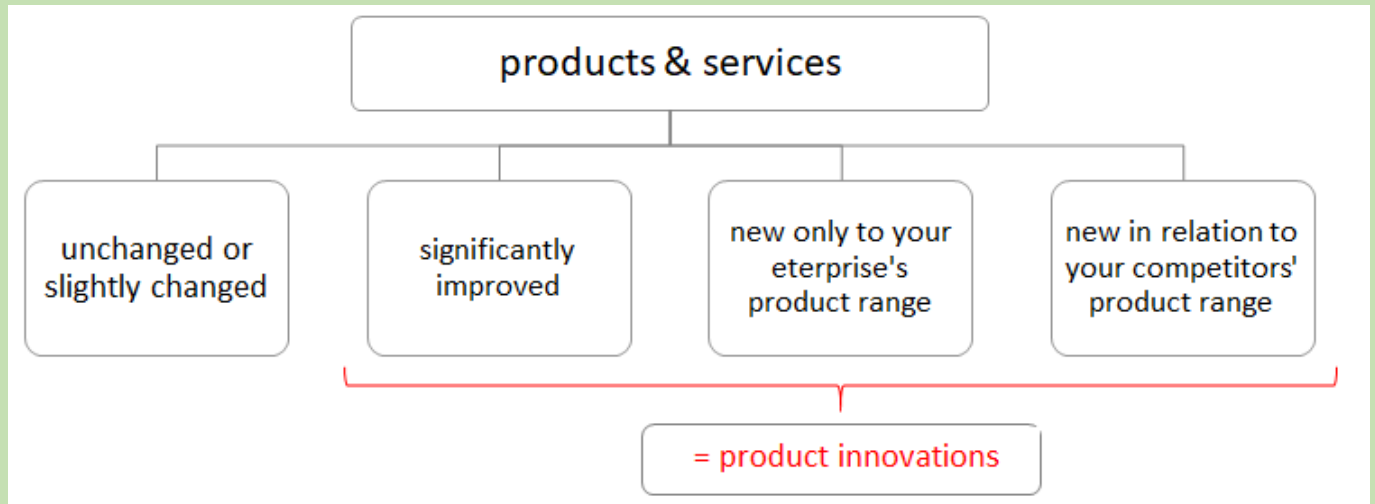 products & services
unchanged or
slightly changed
significantly
improved
new only to your
eterprise's
product range
new in relation to
your competitors'
product range
= product innovations